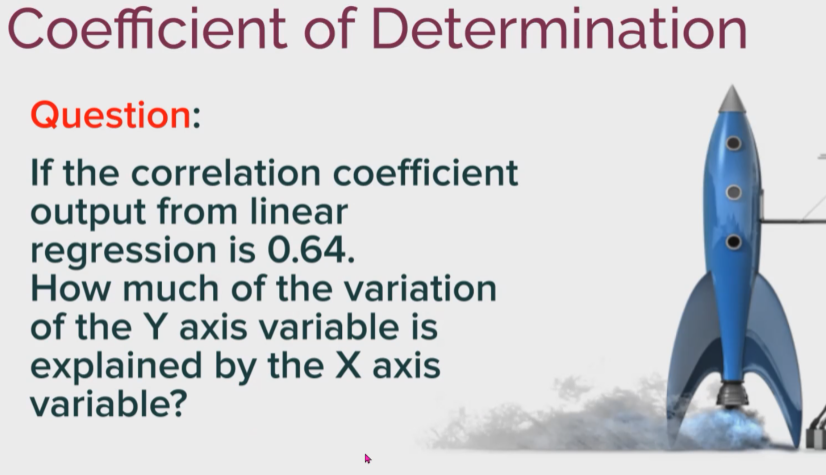 Coefficient of Determination
Question:
If the correlation coefficient
output from linear
regression is 0.64.
How much of the variation
of the Y axis variable is
explained by the X axis
variable?